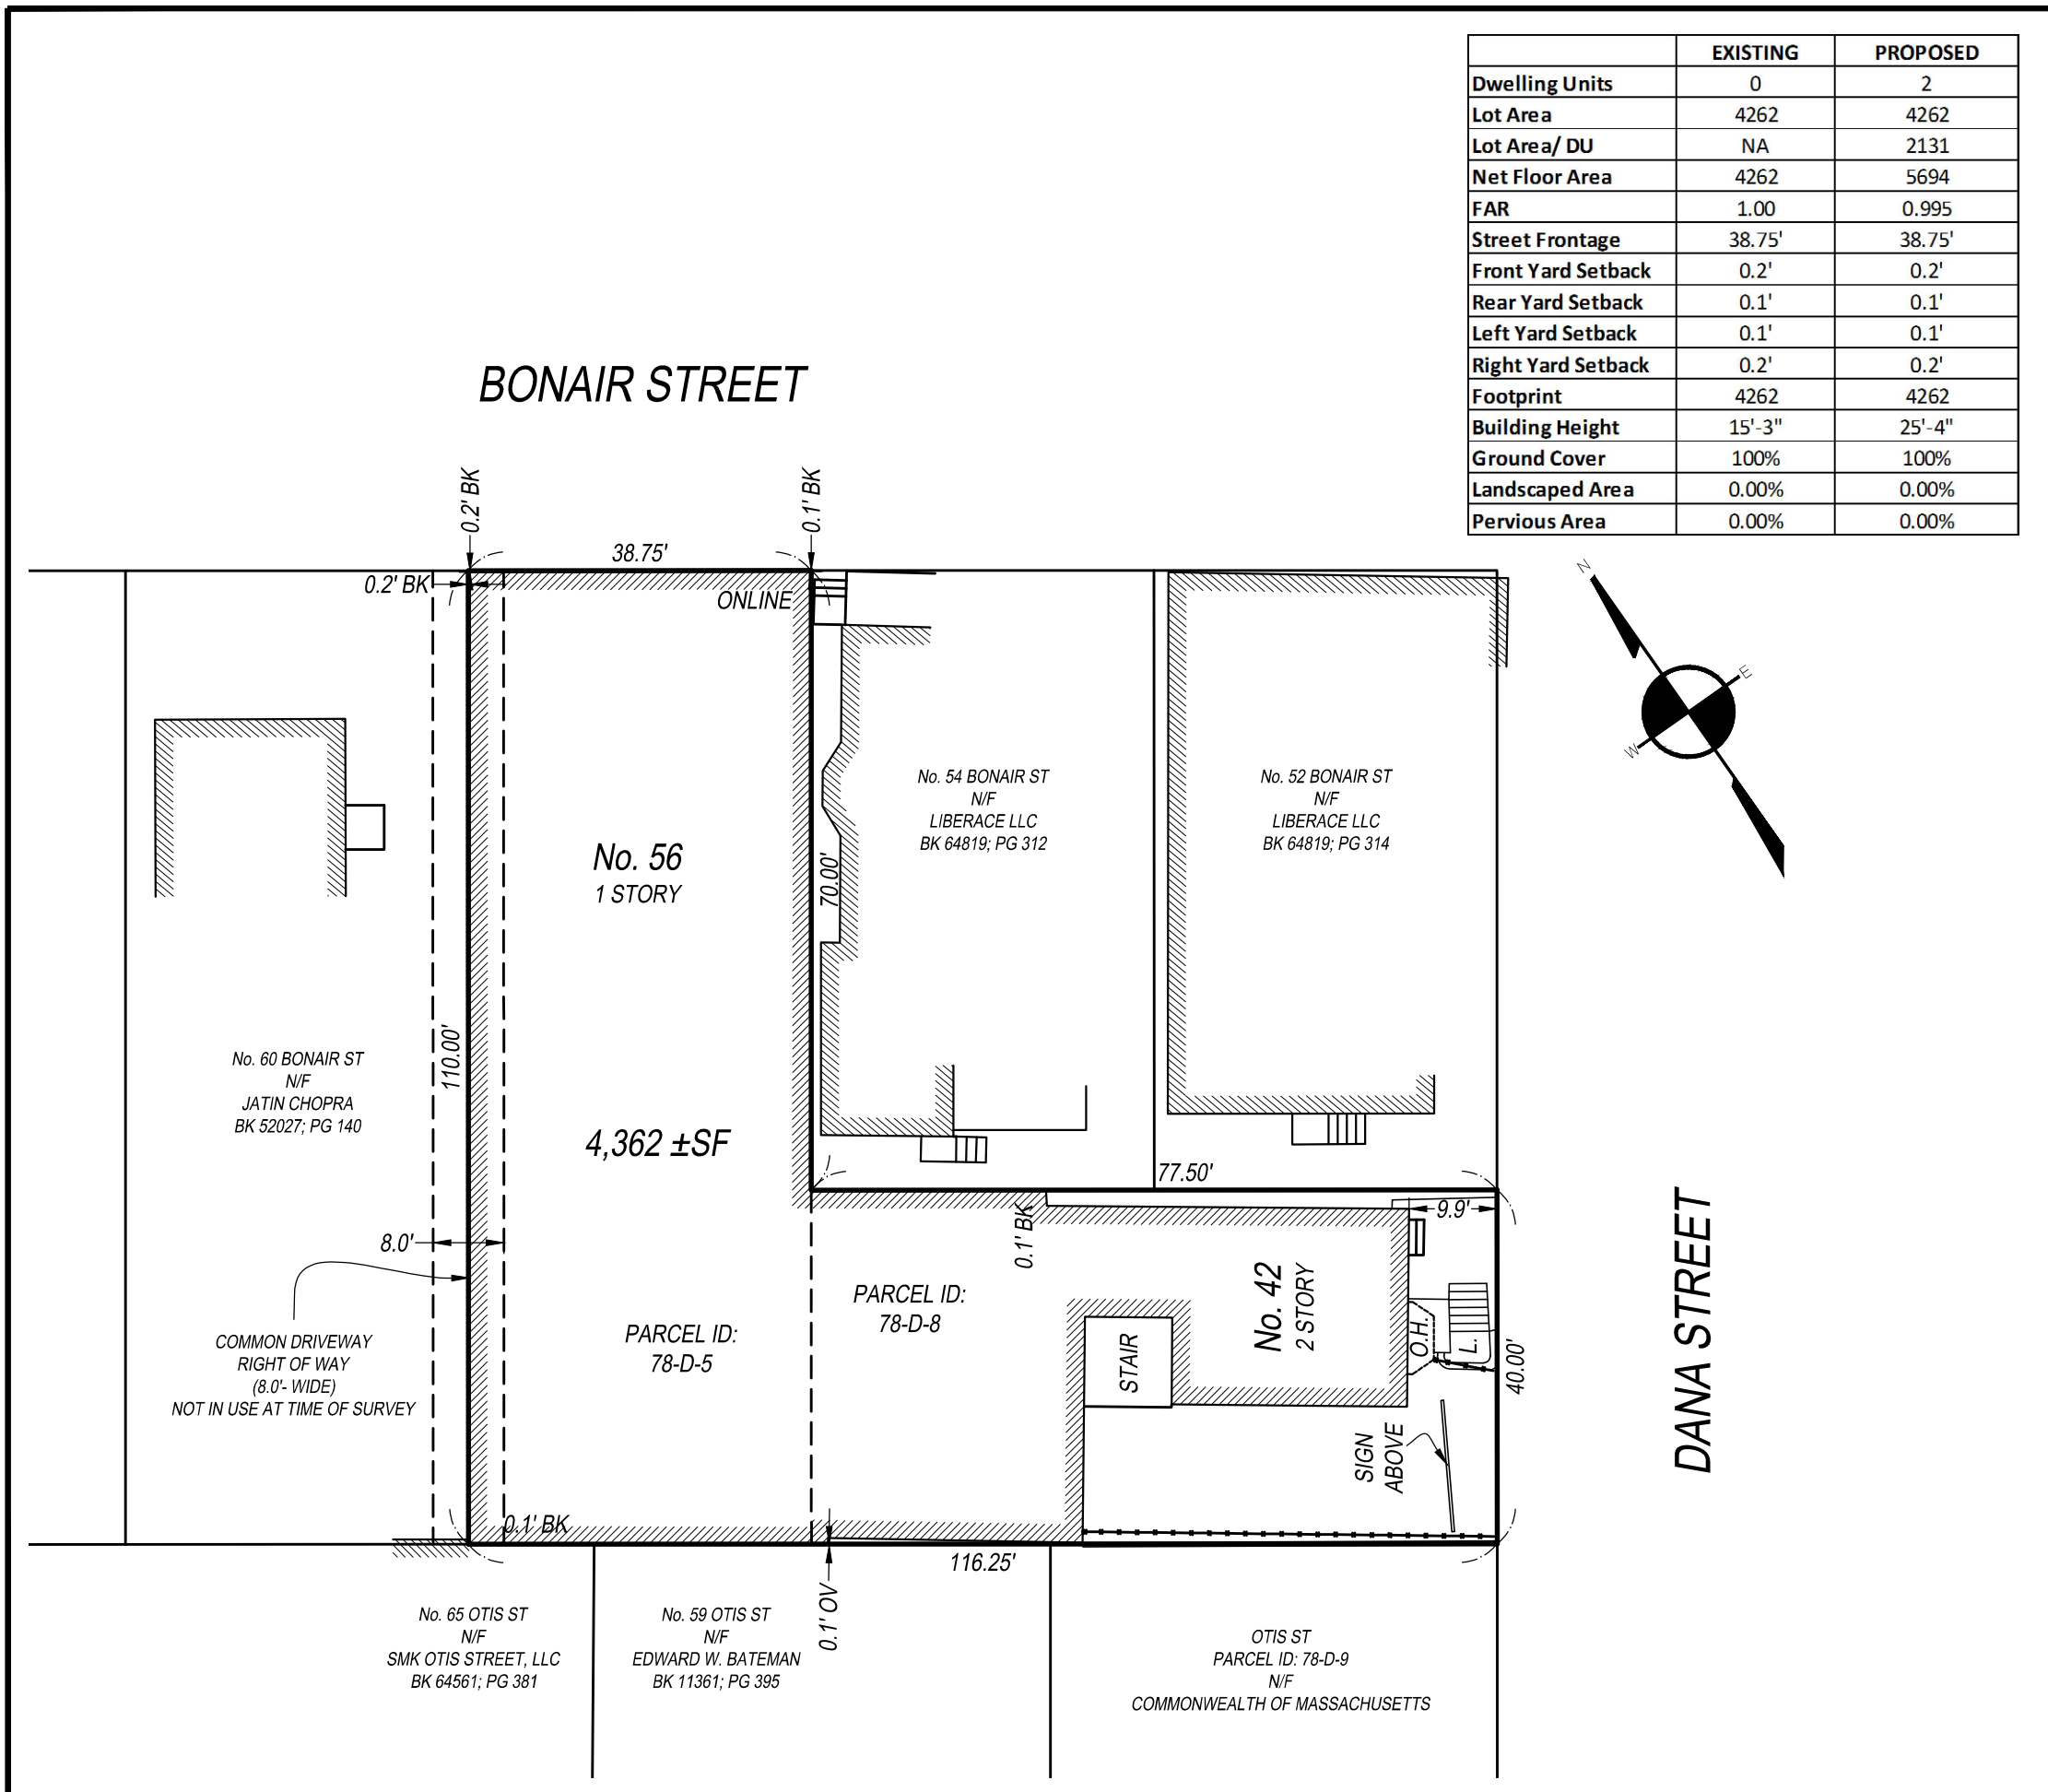 EXISTING PROPOSED
Dwelling Units 0 2
Lot Area 4262 4262
Lot Area/ DU NA 2131
Net Floor Area 4262 5694
FAR 1.00 0.995
Street Frontage 38.75' 38.75'
Front Yard Setback 0.2' 0.2'
Rear Yard Setback 0.1' 0.1'
Left Yard Setback 0.1' 0.1'
Right Yard Setback 0.2' 0.2'
Footprint 4262 4262
Building Height 15'-3" 25'-4"
Ground Cover 100% 100%
Landscaped Area 0.00% 0.00%
Pervious Area 0.00% 0.00%
BONAIR STREET
0.2' BK
0.1' BK
38.75'
0.2' BK
ONLINE
N
E
W
No. 56
1 STORY
70.00'
No. 54 BONAIR ST
N/F
LIBERACE LLC
BK 64819; PG 312
No. 52 BONAIR ST
N/F
LIBERACE LLC
BK 64819; PG 314
110.00'
No. 60 BONAIR ST
N/F
JATIN CHOPRA
BK 52027; PG 140
4,362 ±SF
77.50'
9.9'
0.1' BK
8.0'
COMMON DRIVEWAY
RIGHT OF WAY
(8.0'- WIDE)
NOT IN USE AT TIME OF SURVEY
PARCEL ID:
78-D-5
PARCEL ID:
78-D-8
STAIR
No. 42
2 STORY
O.H.
L.
40.00'
DANA STREET
SIGN
ABOVE
0.1' BK
116.25'
0.1' OV
No. 65 OTIS ST
N/F
SMK OTIS STREET, LLC
BK 64561; PG 381
No. 59 OTIS ST
N/F
EDWARD W. BATEMAN
BK 11361; PG 395
OTIS ST
PARCEL ID: 78-D-9
N/F
COMMONWEALTH OF MASSACHUSETTS